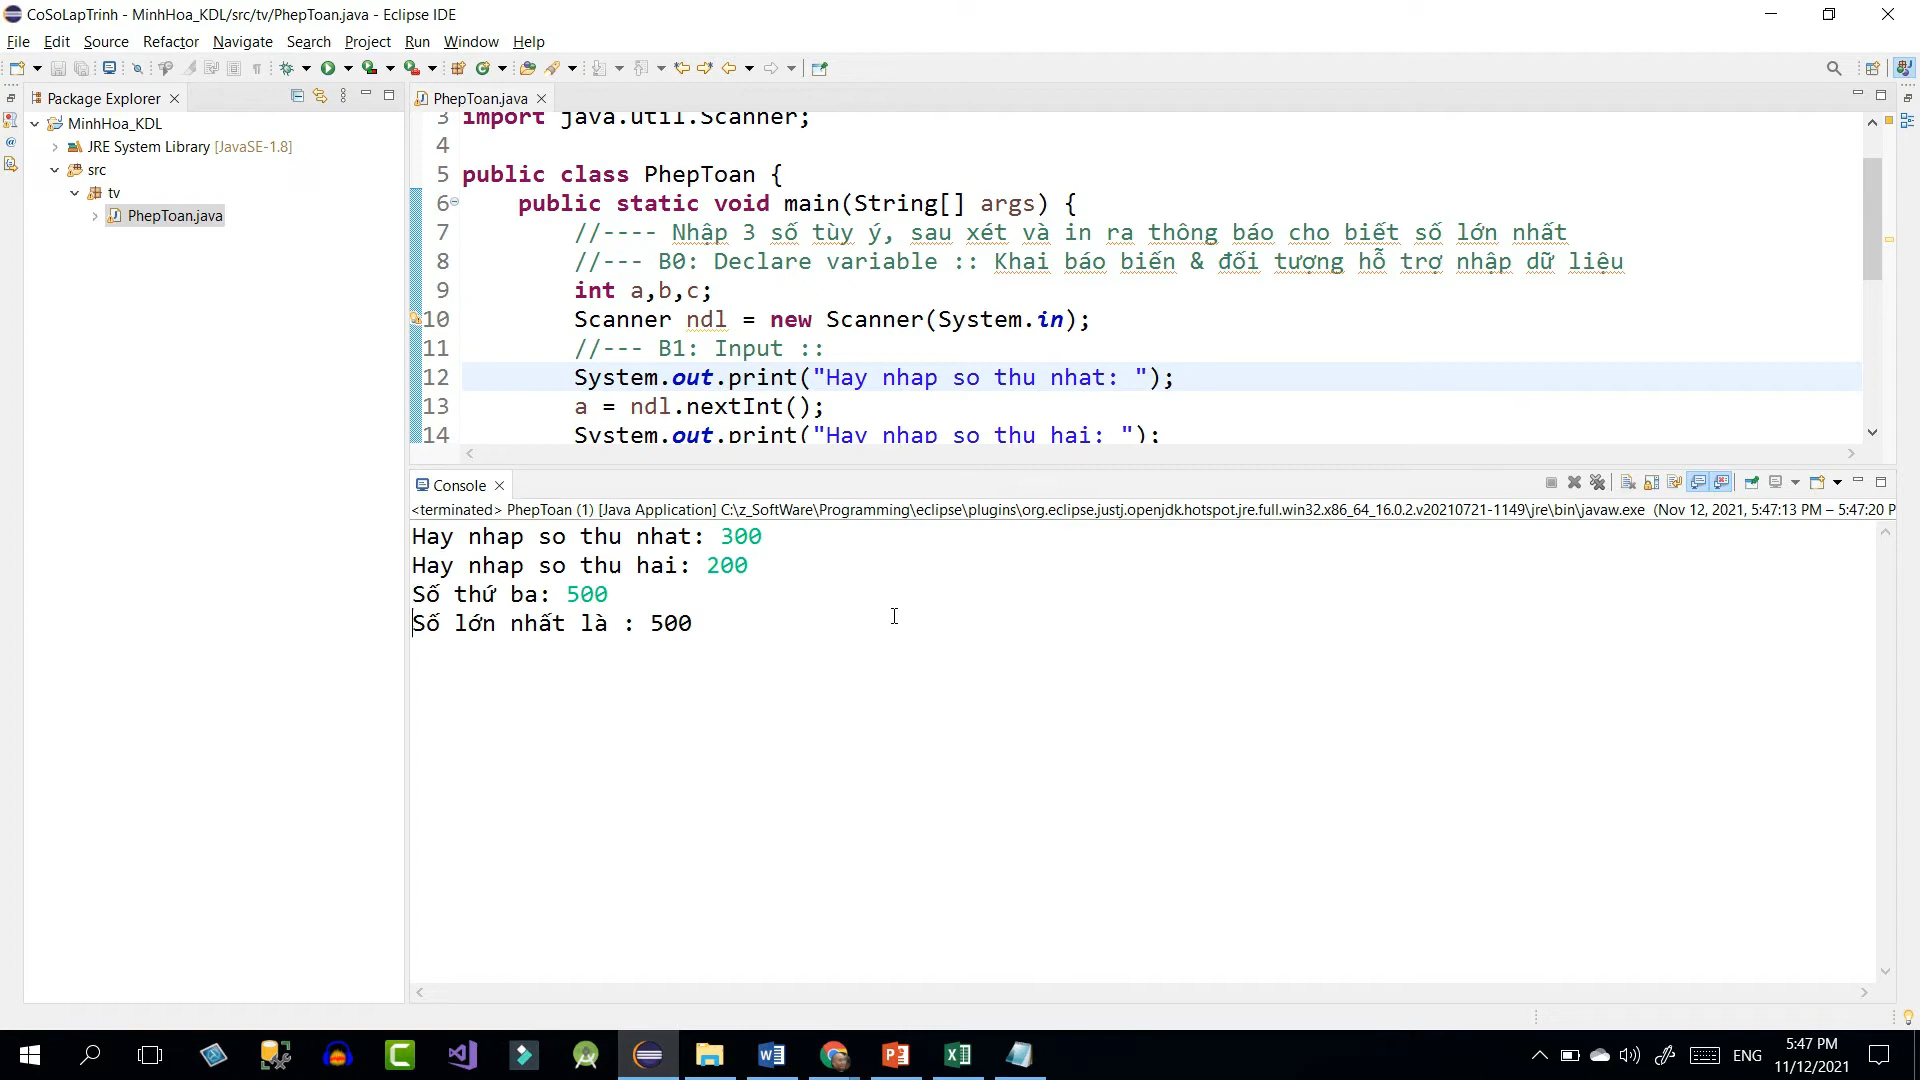 CoSoLapTrinh - MinhHoa_KDL/src/tv/PhepToan.java - Eclipse IDE
File Edit Source Refactor Navigate Search Project Run Window Help
Package Explorer
MinhHoa_KDL
JRE System Library [JavaSE-1.8]
src
tv
PhepToan.java
PhepToan.java
3 import java.util.Scanner;
4
5 public class PhepToan {
6 public static void main(String[] args) {
7 //---- Nhập 3 số tùy ý, sau xét và in ra thông báo cho biết số lớn nhất
8 //--- B0: Declare variable :: Khai báo biến & đối tượng hỗ trợ nhập dữ liệu
9 int a,b,c;
10 Scanner ndl = new Scanner(System.in);
11 //--- B1: Input ::
12 System.out.print("Hay nhap so thu nhat: ");
13 a = ndl.nextInt();
14 System.out.print("Hay nhap so thu hai: ");
Console
<terminated> PhepToan (1) [Java Application] C:\z_SoftWare\Programming\eclipse\plugins\org.eclipse.justj.openjdk.hotspot.jre.full.win32.x86_64_16.0.2.v20210721-1149\jre\bin\javaw.exe (Nov 12, 2021, 5:47:13 PM – 5:47:20 P
Hay nhap so thu nhat: 300
Hay nhap so thu hai: 200
Số thứ ba: 500
Số lớn nhất là : 500
ENG
5:47 PM
11/12/2021